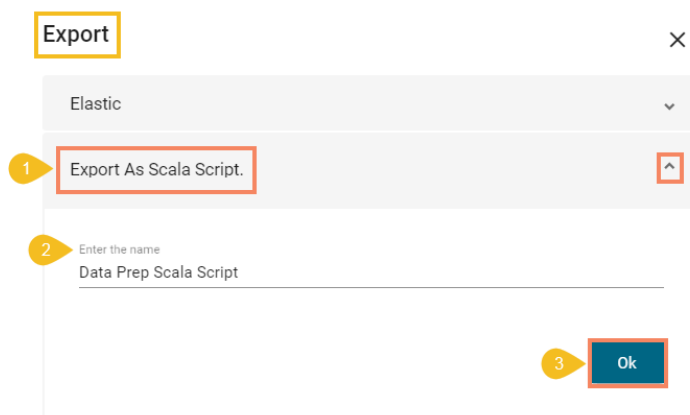 Export
Elastic
1
Export As Scala Script.
2
Enter the name
Data Prep Scala Script
3
Ok